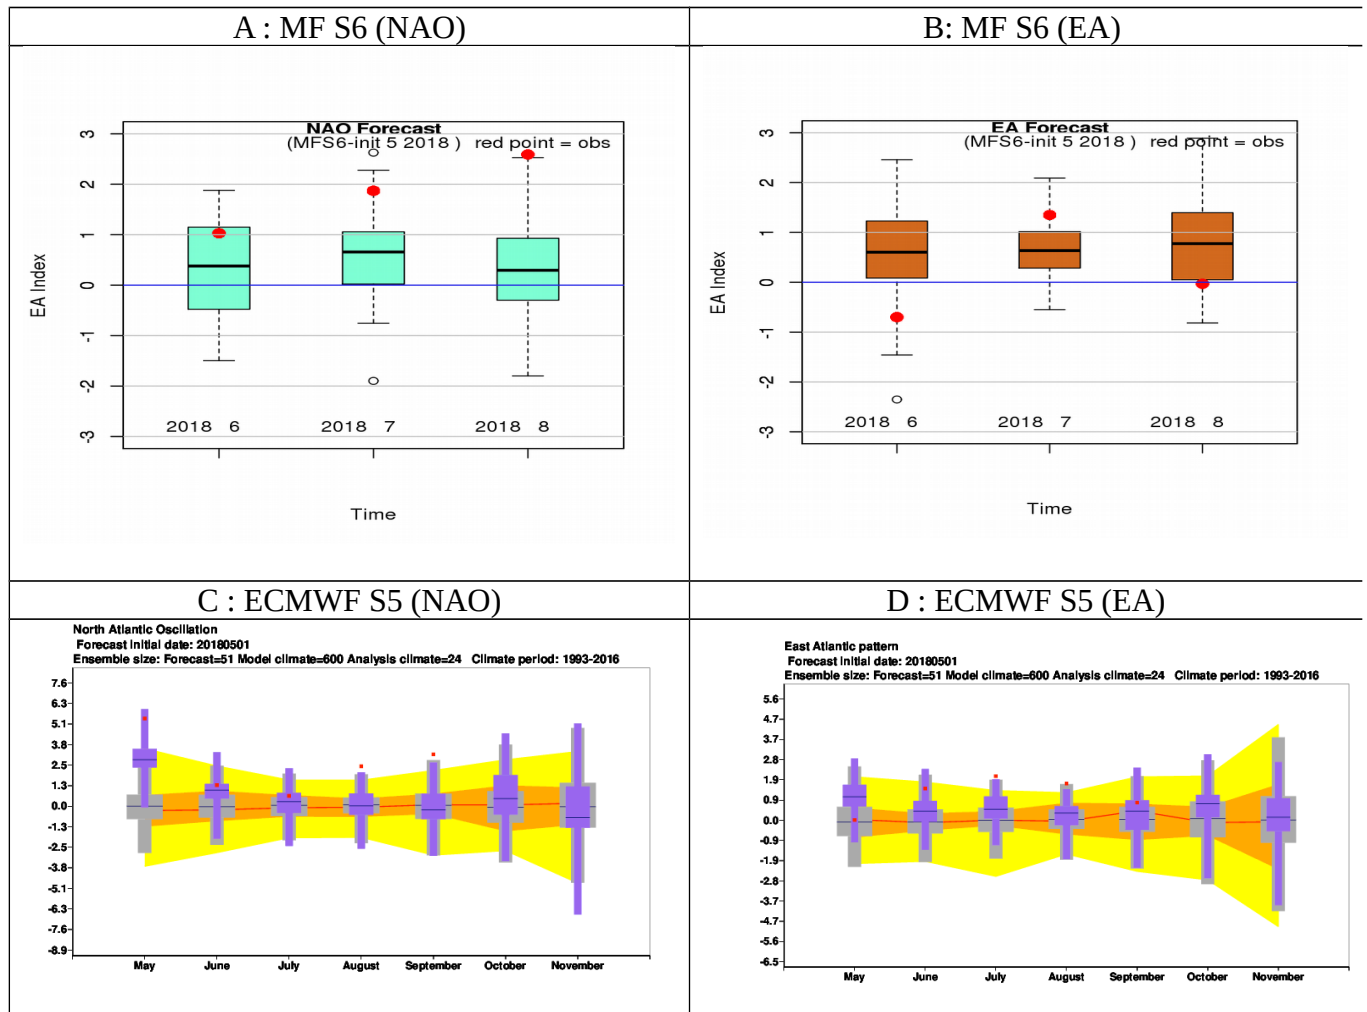 A : MF S6 (NAO)
B: MF S6 (EA)
NAO Forecast
(MFS6-init 5 2018 ) red point = obs
EA Index
3
2
1
0
-1
-2
-3
2018 6
2018 7
2018 8
Time
EA Forecast
(MFS6-init 5 2018 ) red point = obs
EA Index
3
2
1
0
-1
-2
-3
2018 6
2018 7
2018 8
Time
C : ECMWF S5 (NAO)
D : ECMWF S5 (EA)
North Atlantic Oscillation
Forecast initial date: 20180501
Ensemble size: Forecast=51 Model climate=600 Analysis climate=24 Climate period: 1993-2016
7.6
6.3
5.1
3.8
2.5
1.3
0.0
-1.3
-2.5
-3.8
-5.1
-6.3
-7.6
-8.9
May June July August September October November
East Atlantic pattern
Forecast initial date: 20180501
Ensemble size: Forecast=51 Model climate=600 Analysis climate=24 Climate period: 1993-2016
5.6
4.7
3.7
2.8
1.9
0.9
0.0
-0.9
-1.9
-2.8
-3.7
-4.7
-5.6
-6.5
May June July August September October November